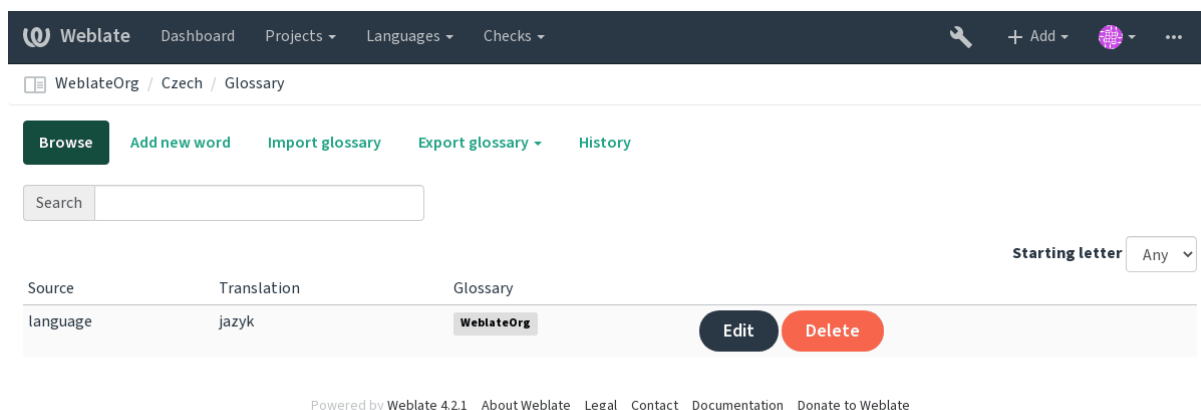 Weblate Dashboard Projects Languages Checks + Add ...
WeblateOrg / Czech / Glossary
Browse Add new word Import glossary Export glossary History
Search
Starting letter Any
Source Translation Glossary
language jazyk WeblateOrg Edit Delete
Powered by Weblate 4.2.1 About Weblate Legal Contact Documentation Donate to Weblate